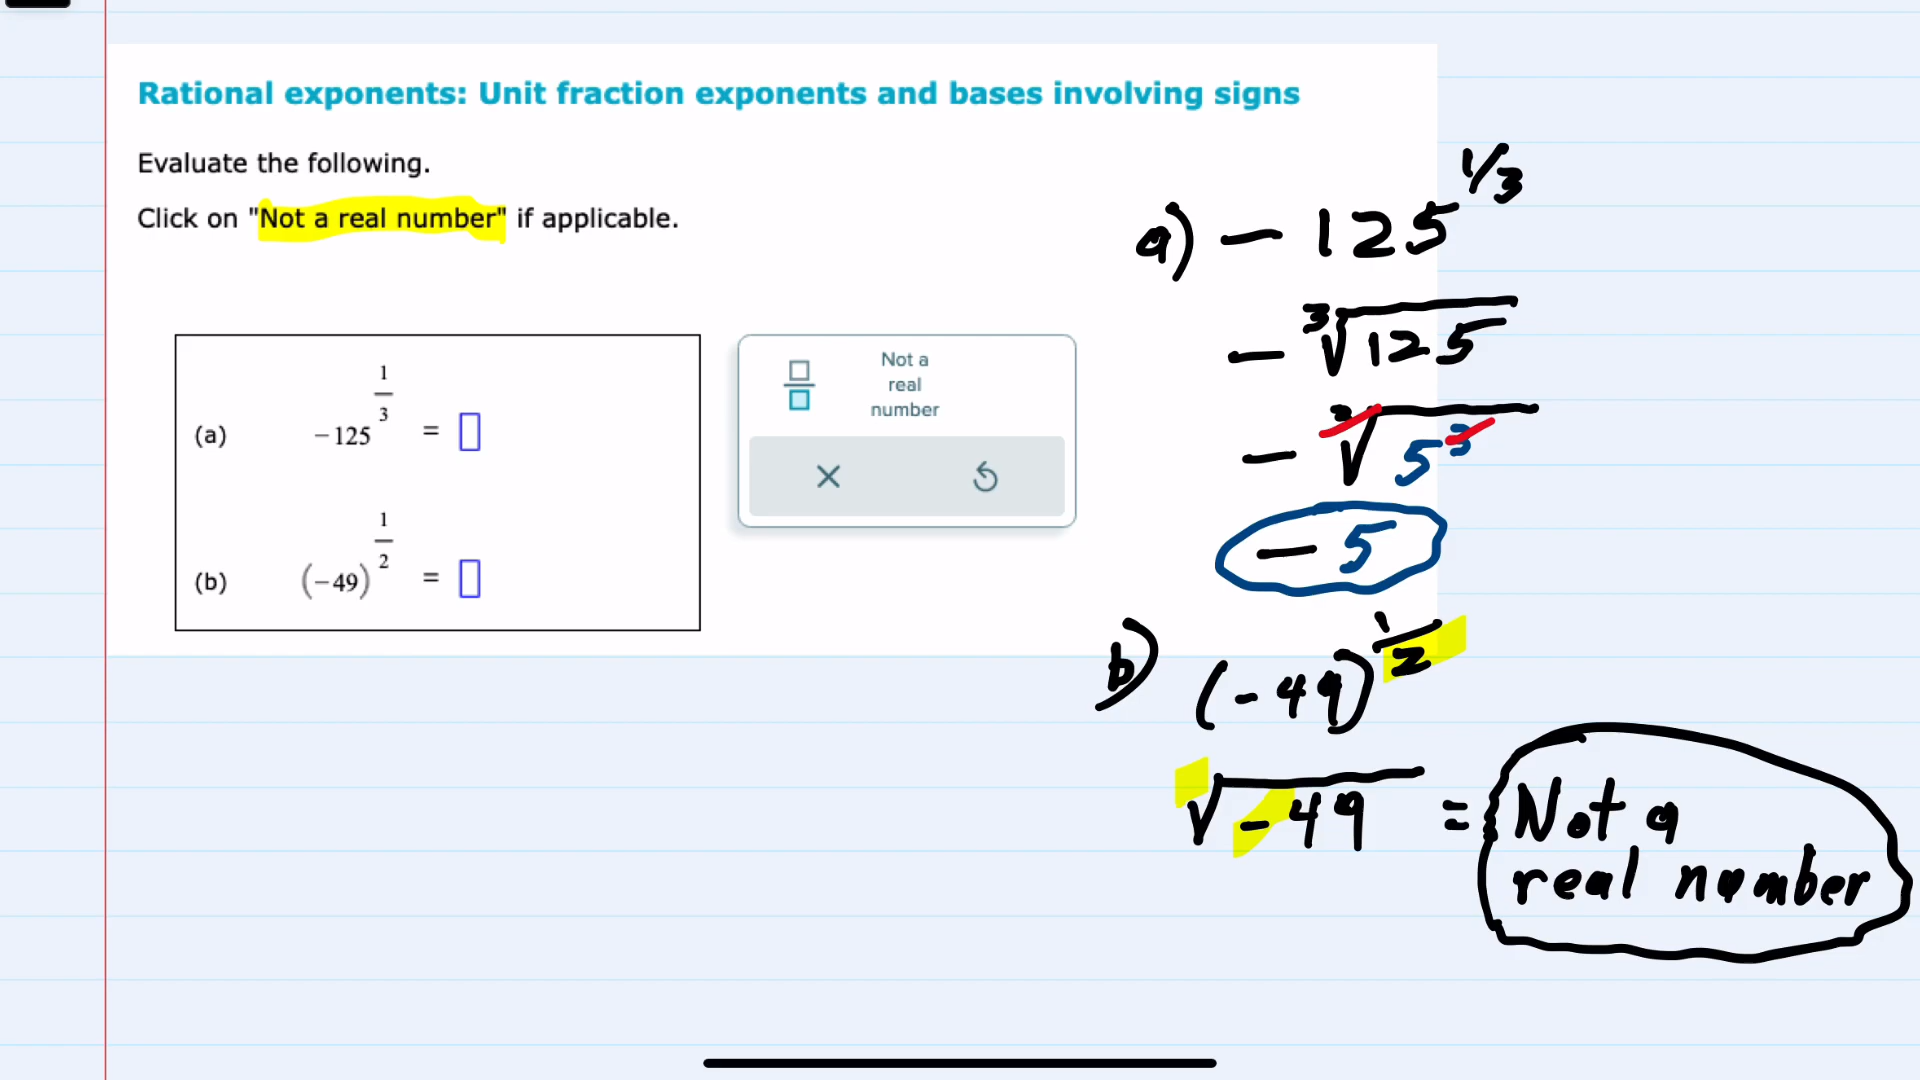 Rational exponents: Unit fraction exponents and bases involving signs
Evaluate the following.
Click on "Not a real number" if applicable.
(a) −125^(1/3) = □
(b) (−49)^(1/2) = □
□/□
Not a
real
number
× ↺
a) − 125^(1/3)
− ∛125
− ∛5³
− 5
b) (−49)^(1/2)
√−49 = Not a
real number